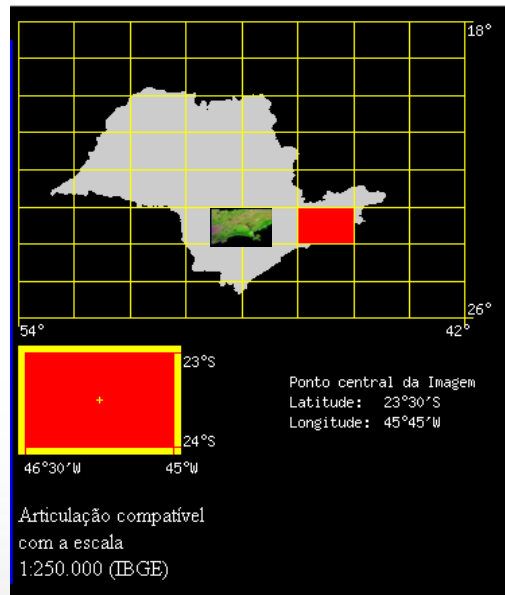 18°
26°
54°
42°
23°S
24°S
46°30'W
45°W
Ponto central da Imagem
Latitude: 23°30'S
Longitude: 45°45'W
Articulação compatível
com a escala
1:250.000 (IBGE)